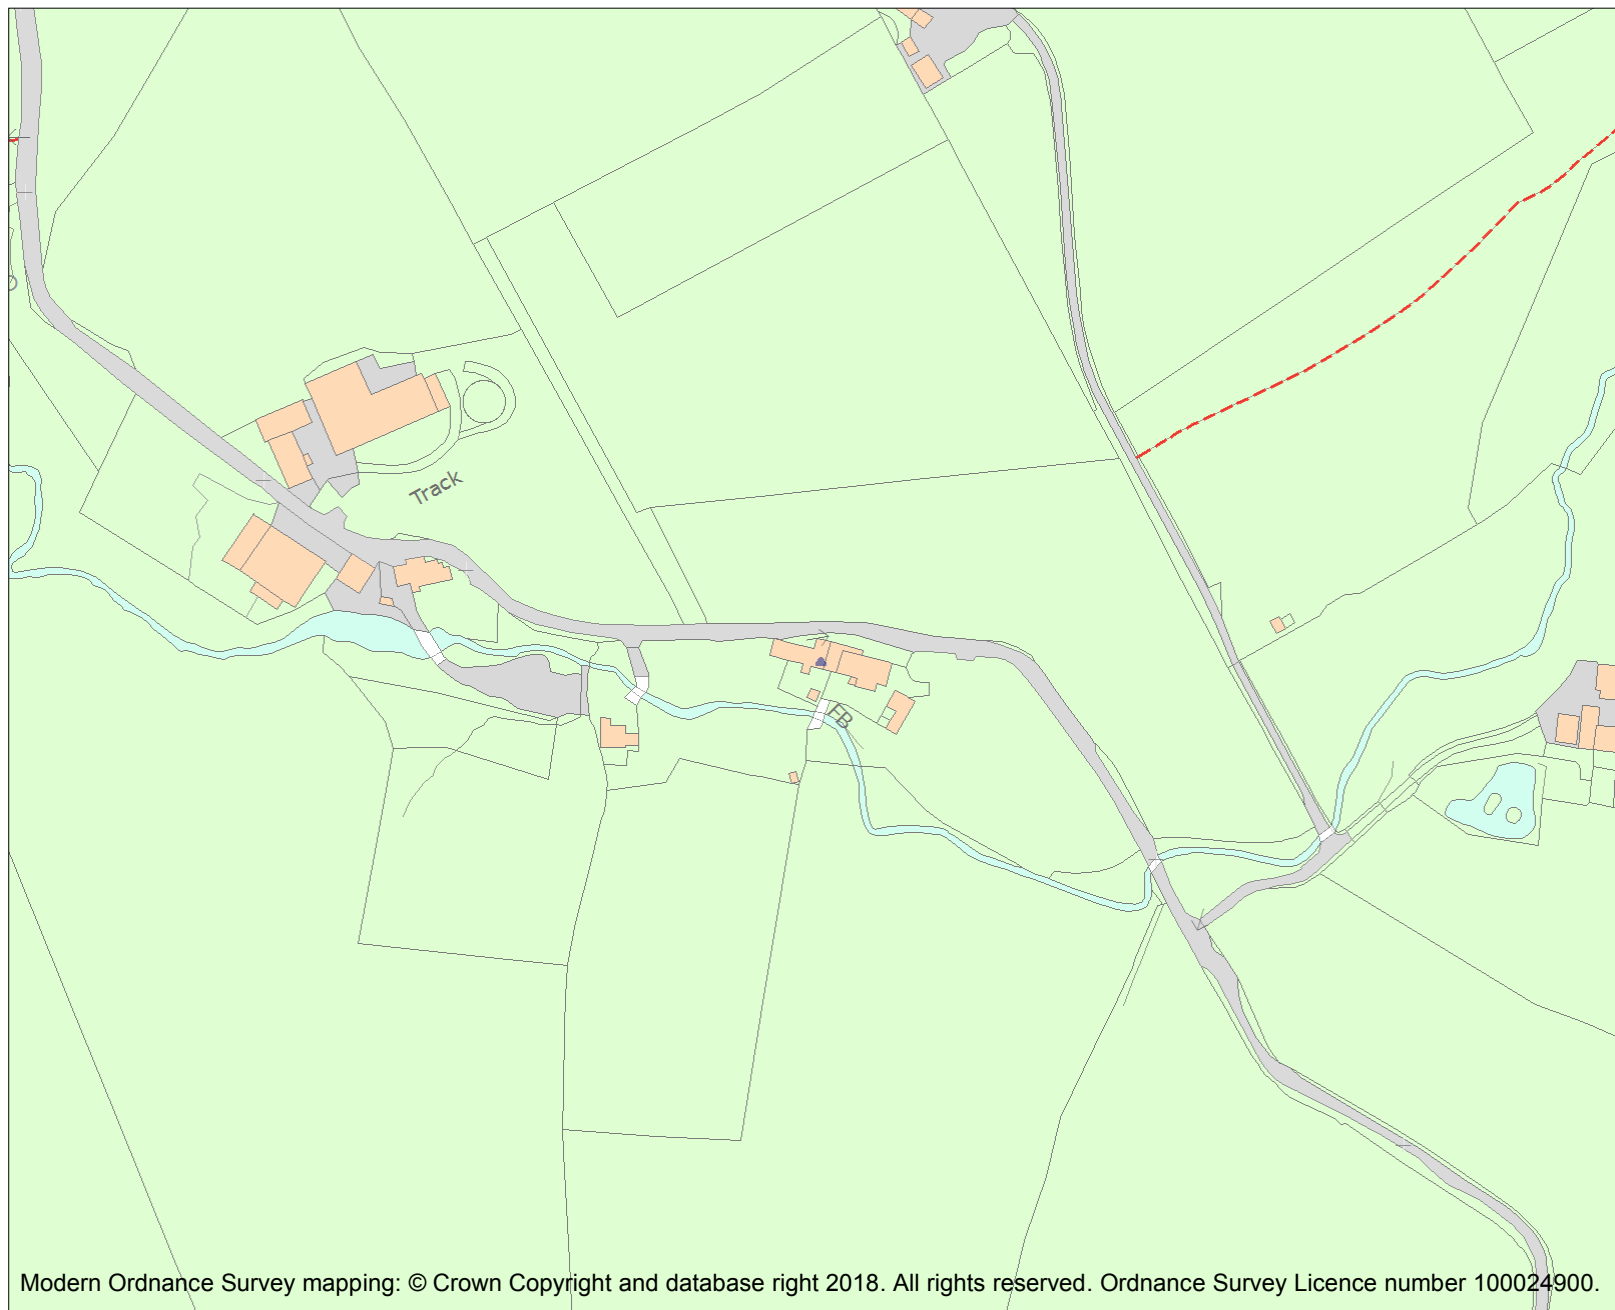 Track
FB
Modern Ordnance Survey mapping: © Crown Copyright and database right 2018. All rights reserved. Ordnance Survey Licence number 100024900.